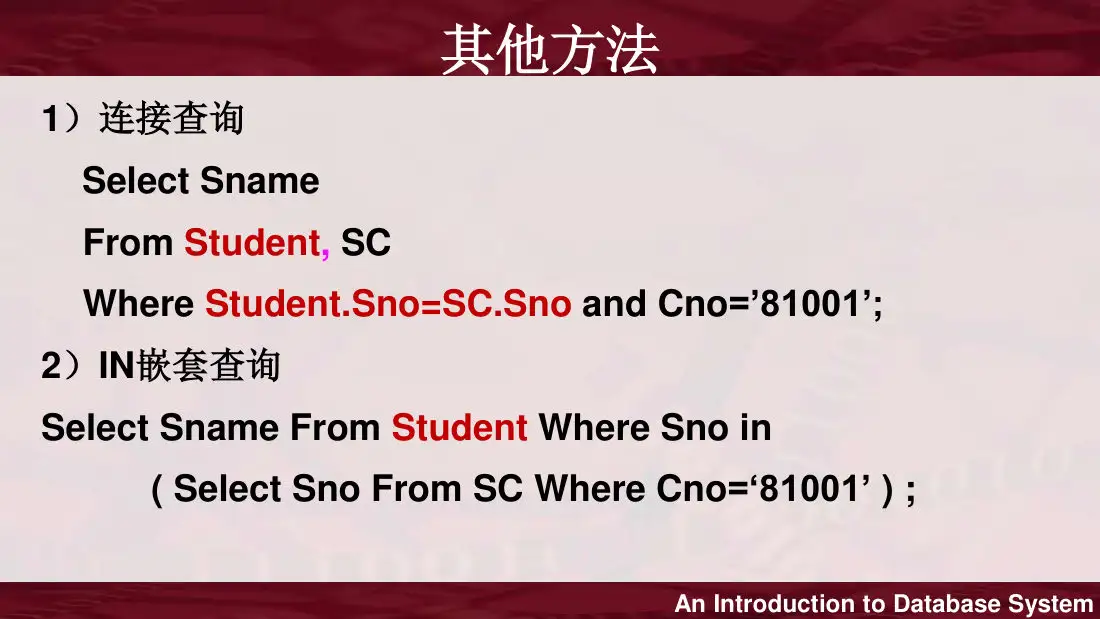 其他方法
1）连接查询
Select Sname
From Student, SC
Where Student.Sno=SC.Sno and Cno=’81001’;
2）IN嵌套查询
Select Sname From Student Where Sno in
( Select Sno From SC Where Cno=‘81001’ ) ;
An Introduction to Database System